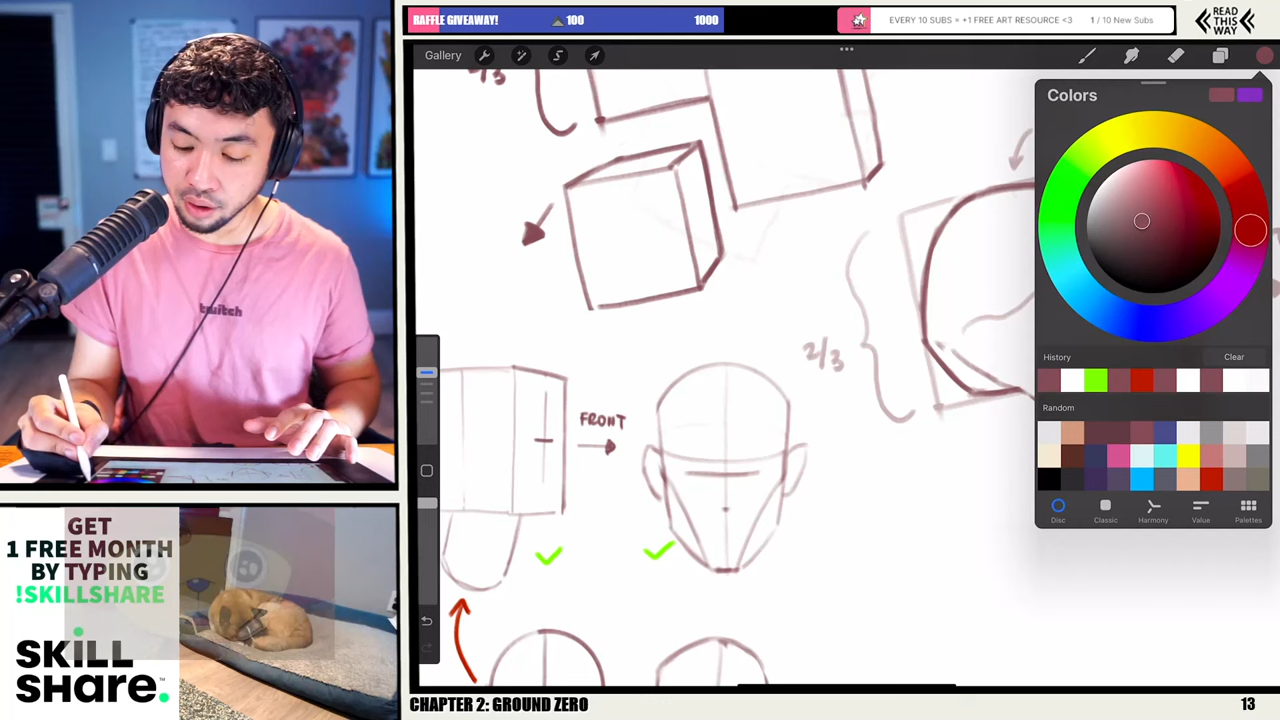 RAFFLE GIVEAWAY!
100
1000
EVERY 10 SUBS = +1 FREE ART RESOURCE <3
1 / 10 New Subs
READ
THIS
WAY
Gallery
Colors
twitch
2/3
FRONT
History
Clear
Random
Disc
Classic
Harmony
Value
Palettes
GET
1 FREE MONTH
BY TYPING
!SKILLSHARE
SKiLL
SHaRe.
CHAPTER 2: GROUND ZERO
13